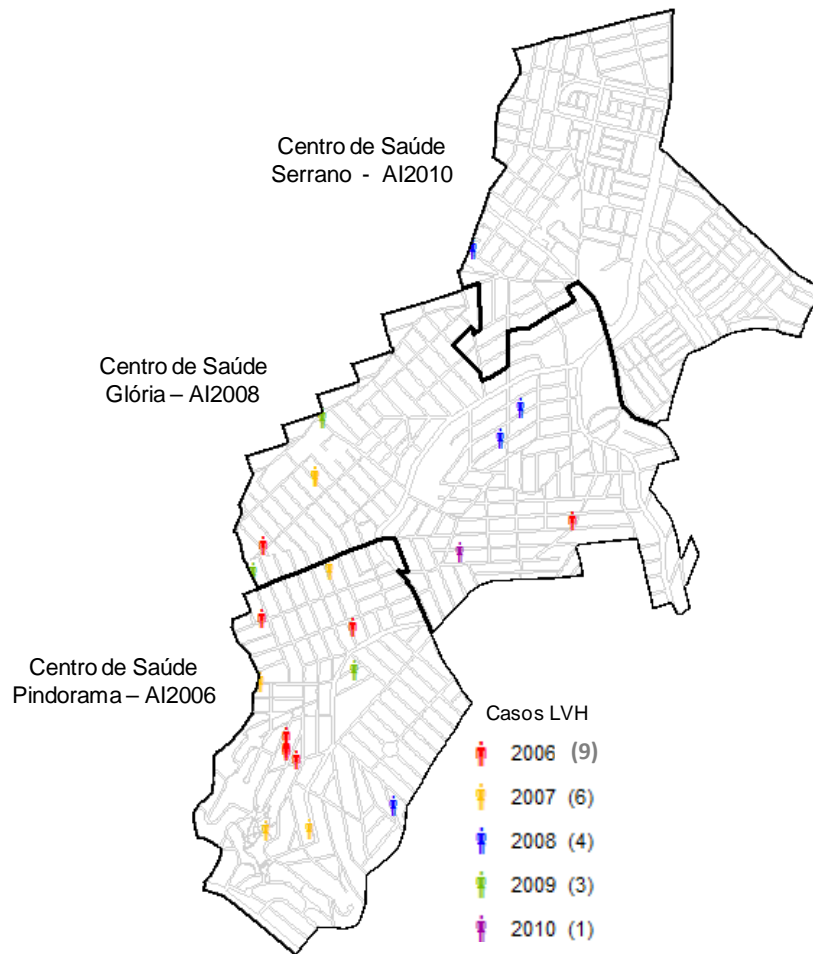 Centro de Saúde
Serrano - AI2010
Centro de Saúde
Glória – AI2008
Centro de Saúde
Pindorama – AI2006
Casos LVH
2006 (9)
2007 (6)
2008 (4)
2009 (3)
2010 (1)